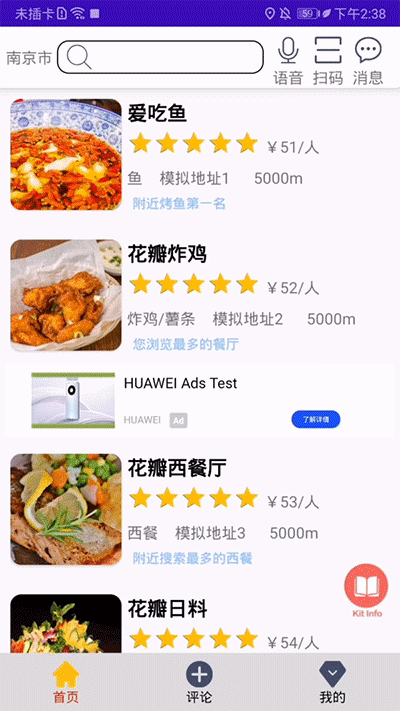 未插卡 59 下午2:38
南京市 语音 扫码 消息
爱吃鱼
￥51/人
鱼 模拟地址1 5000m
附近烤鱼第一名
花瓣炸鸡
￥52/人
炸鸡/薯条 模拟地址2 5000m
您浏览最多的餐厅
HUAWEI Ads Test
HUAWEI Ad 了解详情
花瓣西餐厅
￥53/人
西餐 模拟地址3 5000m
附近搜索最多的西餐
Kit Info
花瓣日料
￥54/人
首页 评论 我的